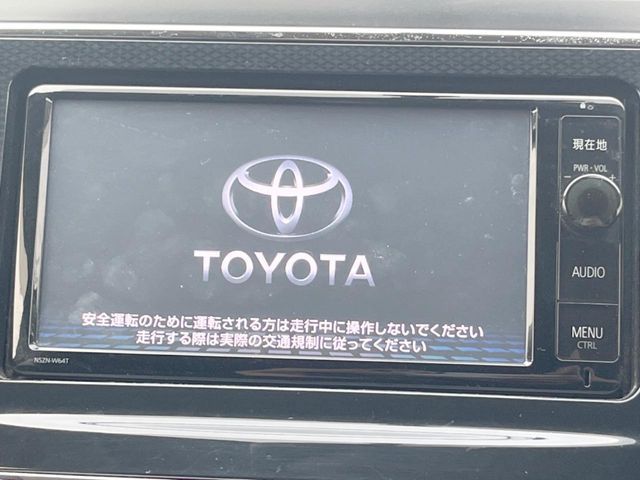 現在地
PWR・VOL
- +
TOYOTA
AUDIO
安全運転のために運転される方は走行中に操作しないでください
走行する際は実際の交通規制に従ってください
MENU
CTRL
NSZN-W64T